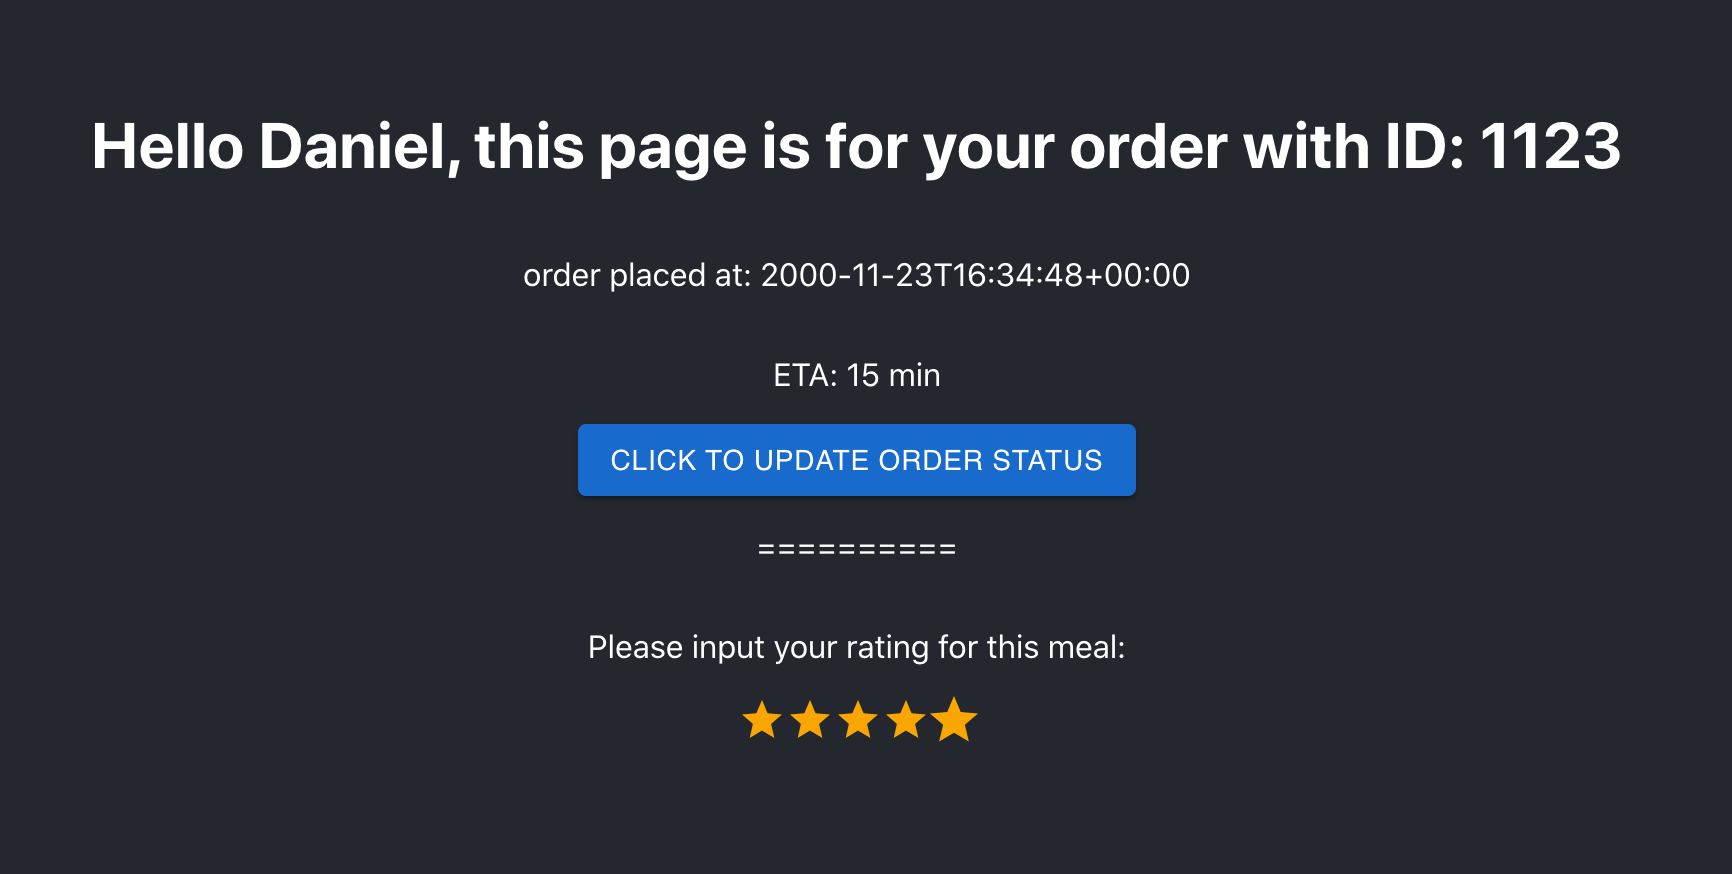 Hello Daniel, this page is for your order with ID: 1123
order placed at: 2000-11-23T16:34:48+00:00
ETA: 15 min
CLICK TO UPDATE ORDER STATUS
==========
Please input your rating for this meal: